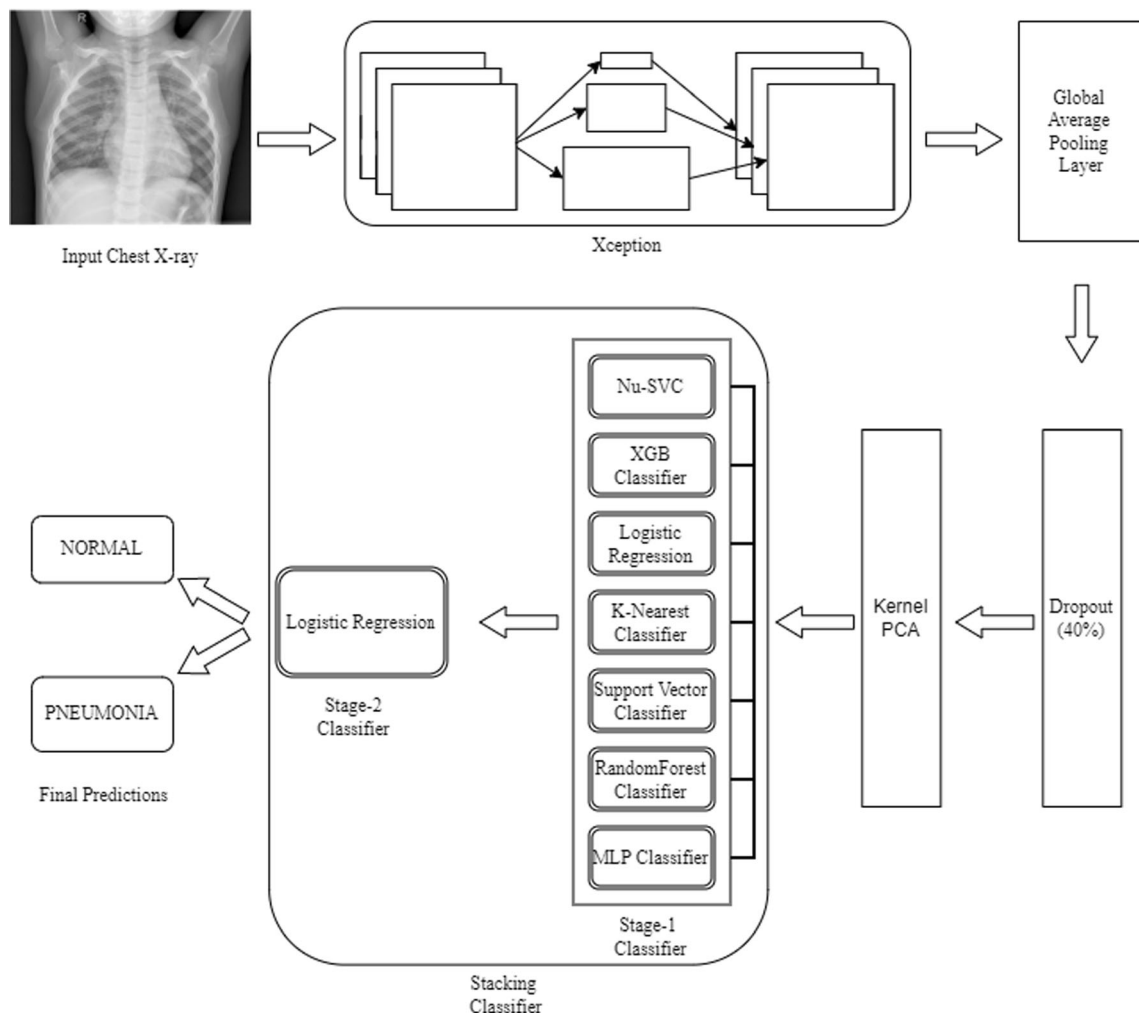 R
Input Chest X-ray
Xception
Global
Average
Pooling
Layer
Dropout
(40%)
Kernel
PCA
Nu-SVC
XGB
Classifier
Logistic
Regression
K-Nearest
Classifier
Support Vector
Classifier
RandomForest
Classifier
MLP Classifier
Stage-1
Classifier
Logistic Regression
Stage-2
Classifier
Stacking
Classifier
NORMAL
PNEUMONIA
Final Predictions